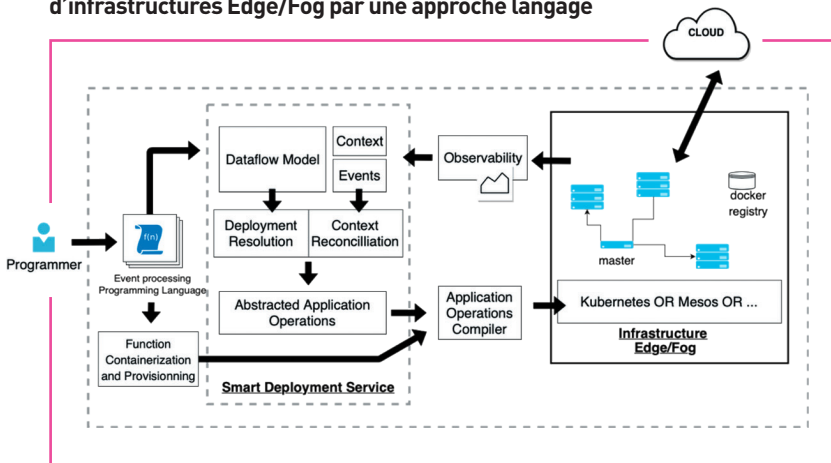 d'infrastructures Edge/Fog par une approche langage
CLOUD
Programmer
f(n)
Event processing
Programming Language
Function
Containerization
and Provisionning
Dataflow Model
Context
Events
Deployment
Resolution
Context
Reconcilliation
Abstracted Application
Operations
Smart Deployment Service
Observability
Application
Operations
Compiler
docker
registry
master
Kubernetes OR Mesos OR ...
Infrastructure
Edge/Fog